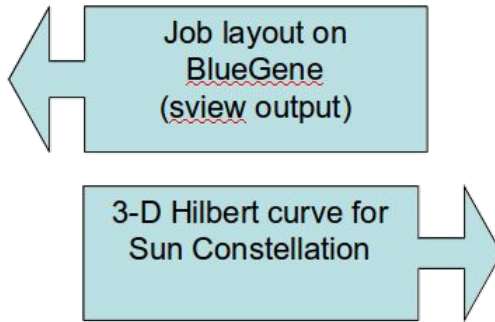 Job layout on
BlueGene
(sview output)
3-D Hilbert curve for
Sun Constellation